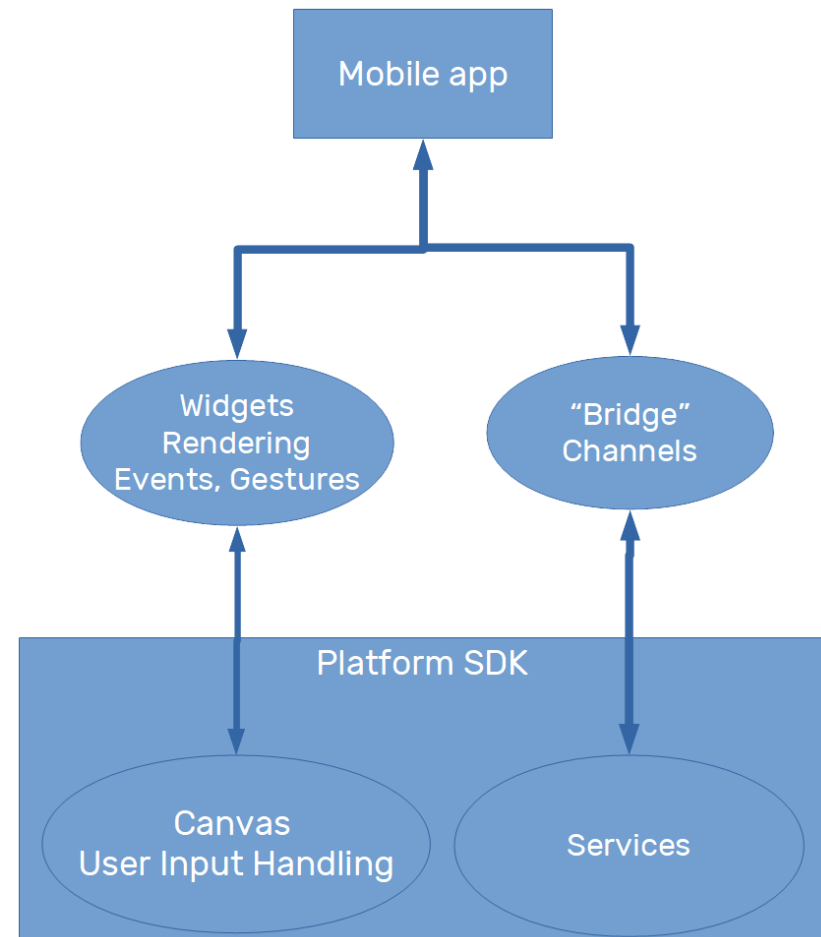 Mobile app
Widgets
Rendering
Events, Gestures
“Bridge”
Channels
Platform SDK
Canvas
User Input Handling
Services